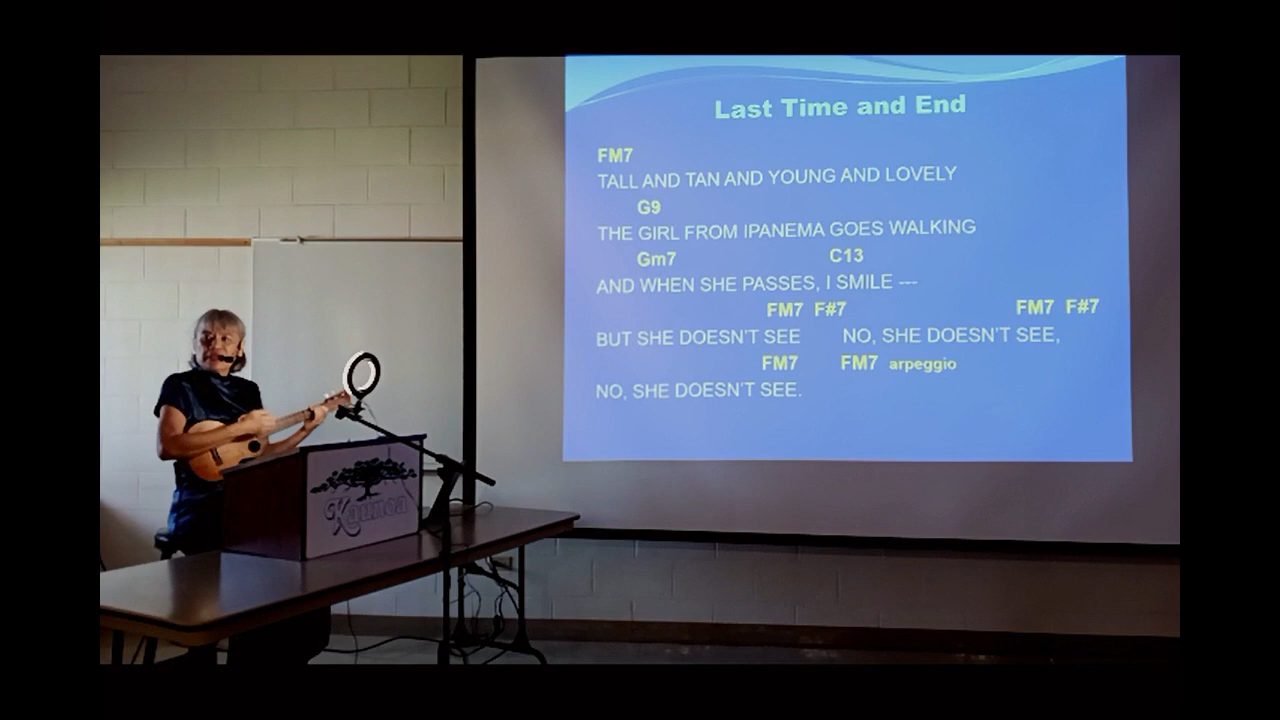 Last Time and End
FM7
TALL AND TAN AND YOUNG AND LOVELY
G9
THE GIRL FROM IPANEMA GOES WALKING
Gm7 C13
AND WHEN SHE PASSES, I SMILE ---
FM7 F#7 FM7 F#7
BUT SHE DOESN'T SEE NO, SHE DOESN'T SEE,
FM7 FM7 arpeggio
NO, SHE DOESN'T SEE.
Kaunoa